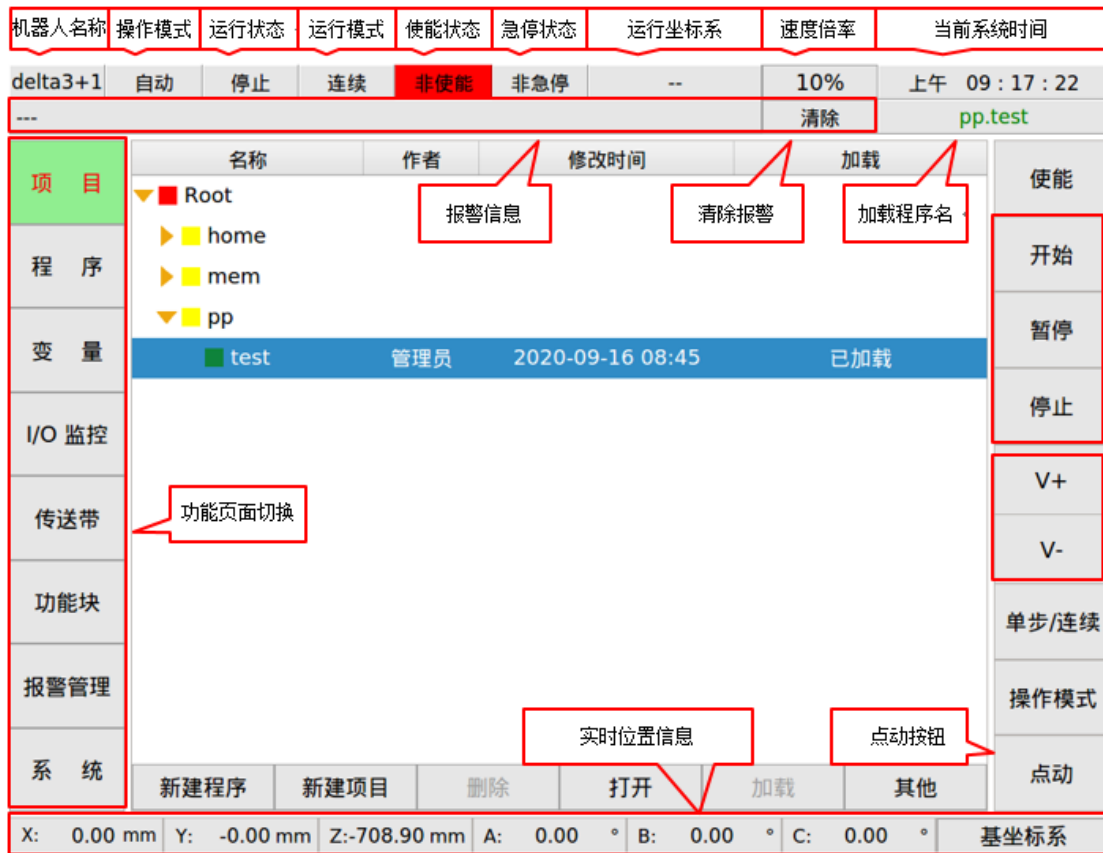 机器人名称 操作模式 运行状态 运行模式 使能状态 急停状态 运行坐标系 速度倍率 当前系统时间
delta3+1 自动 停止 连续 非使能 非急停 -- 10% 上午 09 : 17 : 22
--- 清除 pp.test
名称 作者 修改时间 加载
项 目
程 序
变 量
I/O 监控
传送带
功能块
报警管理
系 统
Root
home
mem
pp
test 管理员 2020-09-16 08:45 已加载
报警信息 清除报警 加载程序名
功能页面切换
实时位置信息 点动按钮
使能
开始
暂停
停止
V+
V-
单步/连续
操作模式
点动
新建程序 新建项目 删除 打开 加载 其他
X: 0.00 mm Y: -0.00 mm Z:-708.90 mm A: 0.00 ° B: 0.00 ° C: 0.00 ° 基坐标系